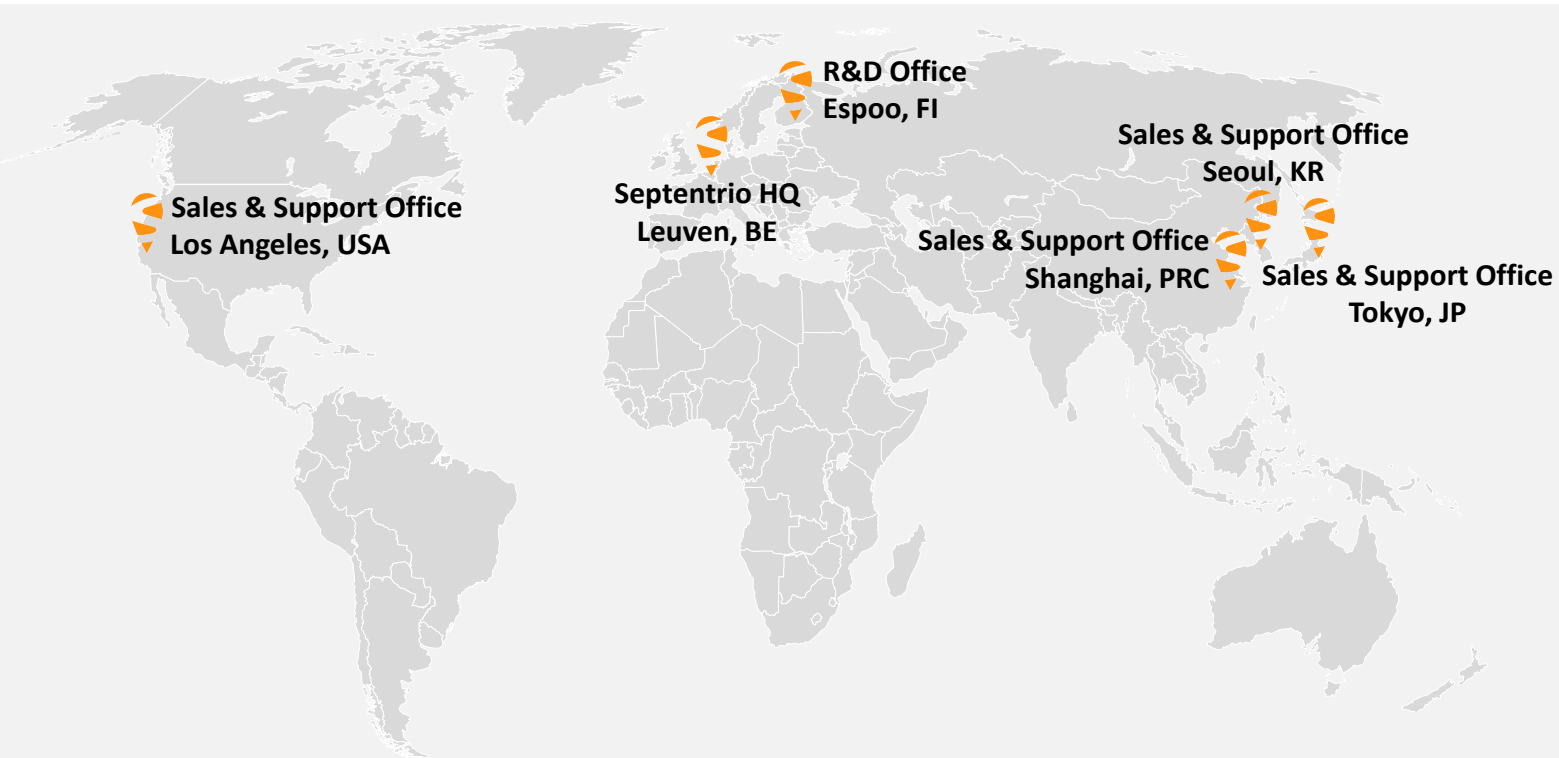 R&D Office
Espoo, FI
Sales & Support Office
Seoul, KR
Septentrio HQ
Leuven, BE
Sales & Support Office
Los Angeles, USA
Sales & Support Office
Shanghai, PRC
Sales & Support Office
Tokyo, JP